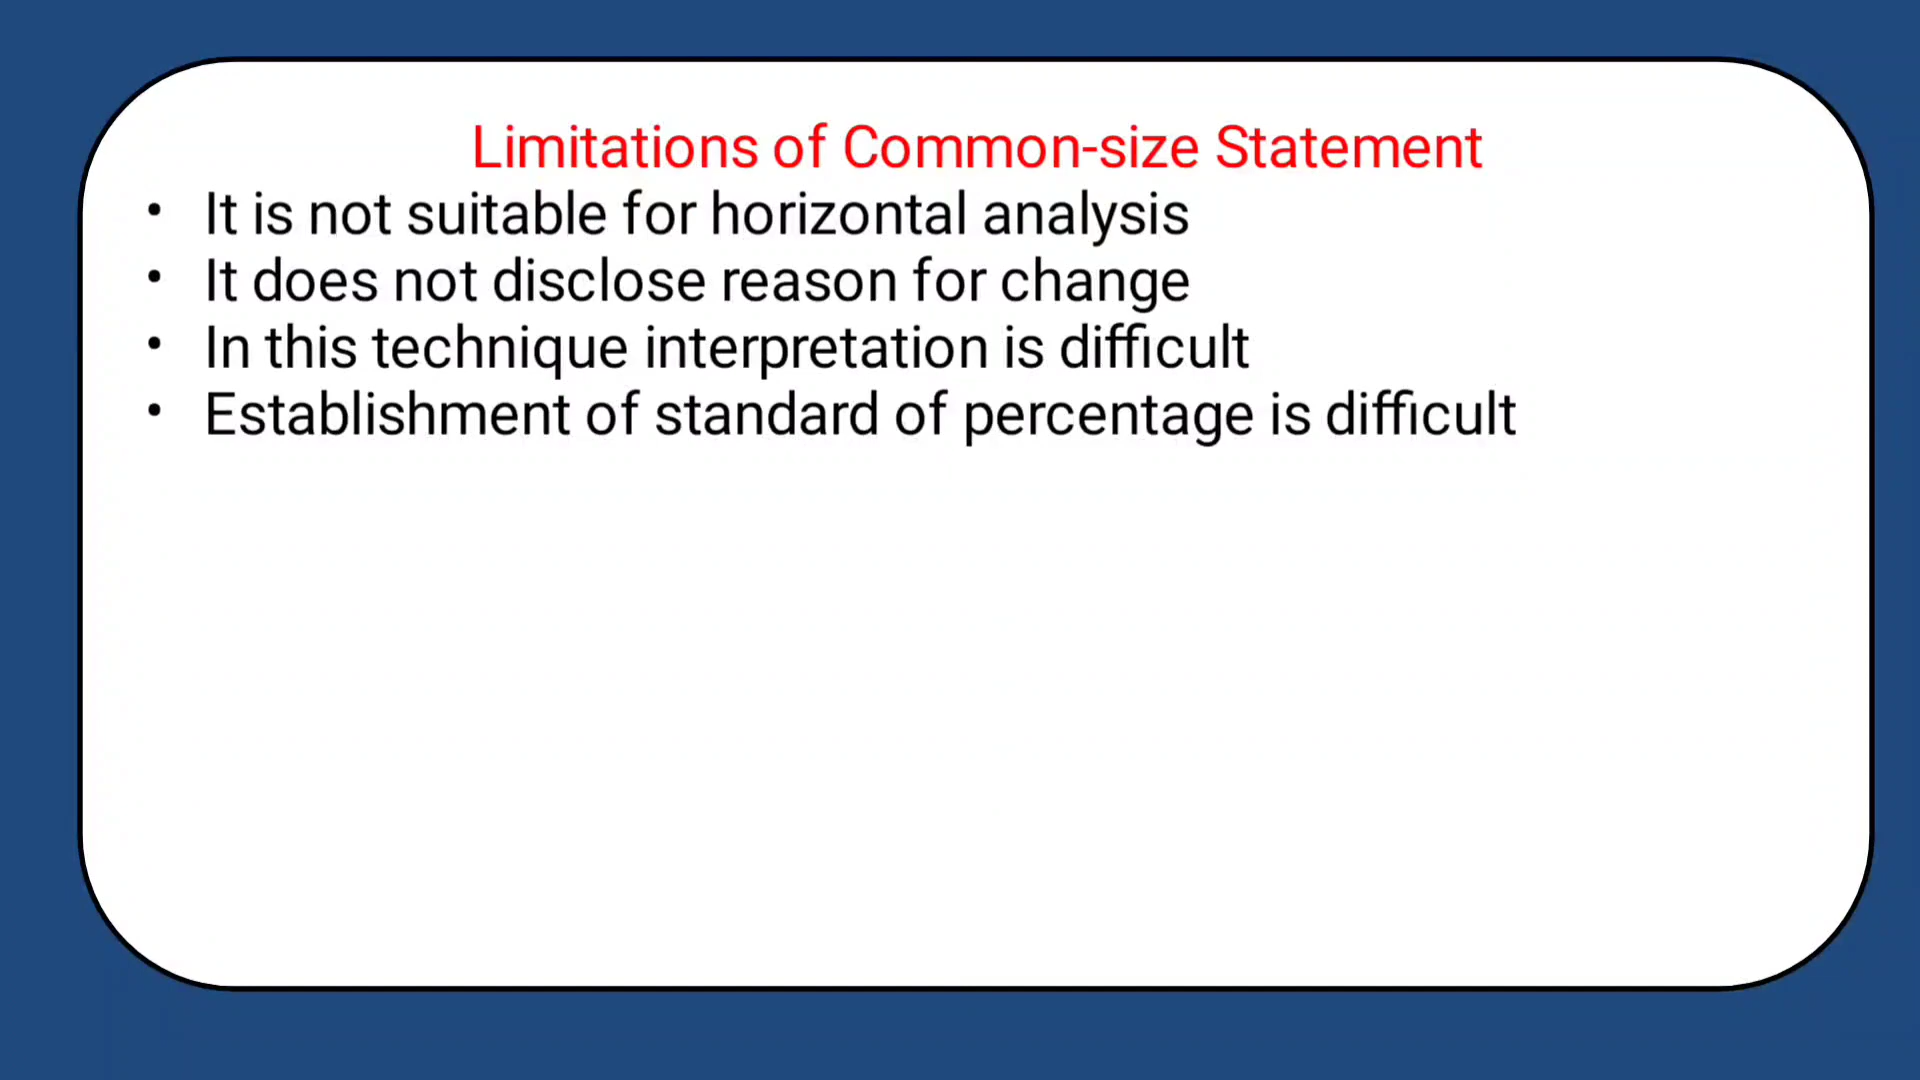 Limitations of Common-size Statement
• It is not suitable for horizontal analysis
• It does not disclose reason for change
• In this technique interpretation is difficult
• Establishment of standard of percentage is difficult